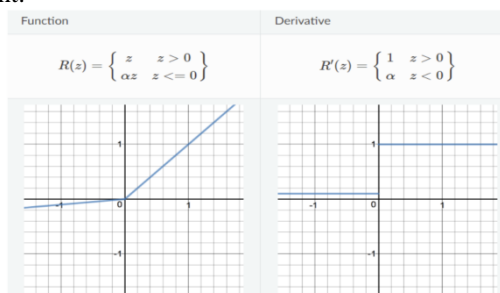 Function Derivative
R(z) = { z z > 0
αz z <= 0 }
R′(z) = { 1 z > 0
α z < 0 }
1
-1 0 1
-1
1
-1 0 1
-1